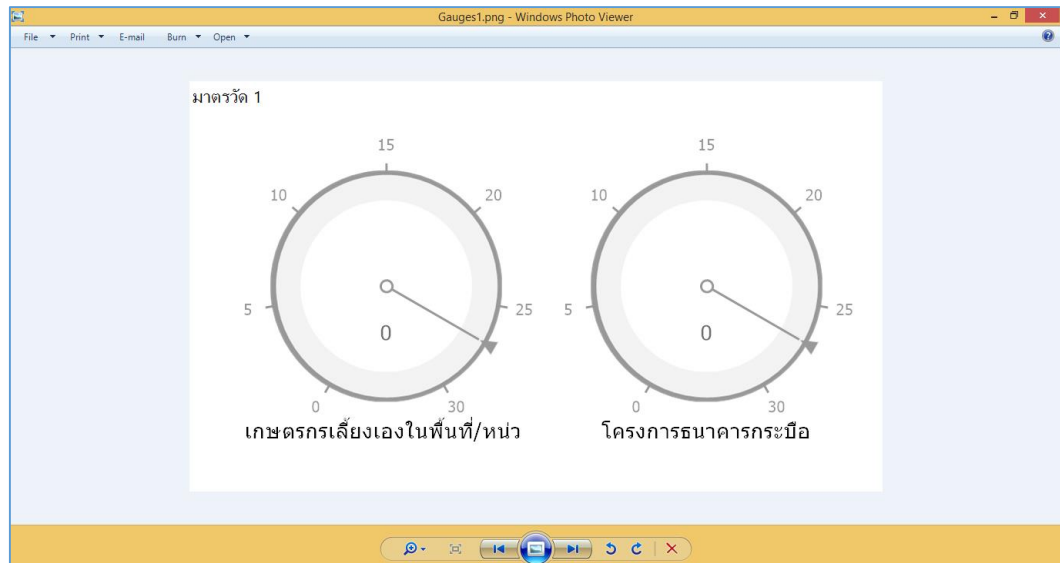 Gauges1.png - Windows Photo Viewer
File Print E-mail Burn Open
มาตรวัด 1
15 15
10 20 10 20
5 25 5 25
0 0
0 30 0 30
เกษตรกรเลี้ยงเองในพื้นที่/หน่ว โครงการธนาคารกระบือ